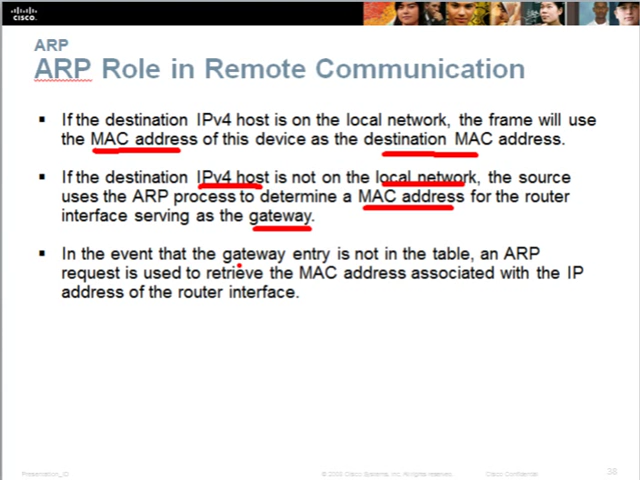 CISCO.
ARP
ARP Role in Remote Communication
If the destination IPv4 host is on the local network, the frame will use
the MAC address of this device as the destination MAC address.
If the destination IPv4 host is not on the local network, the source
uses the ARP process to determine a MAC address for the router
interface serving as the gateway.
In the event that the gateway entry is not in the table, an ARP
request is used to retrieve the MAC address associated with the IP
address of the router interface.
Presentation_ID
© 2008 Cisco Systems, Inc. All rights reserved.
Cisco Confidential
38